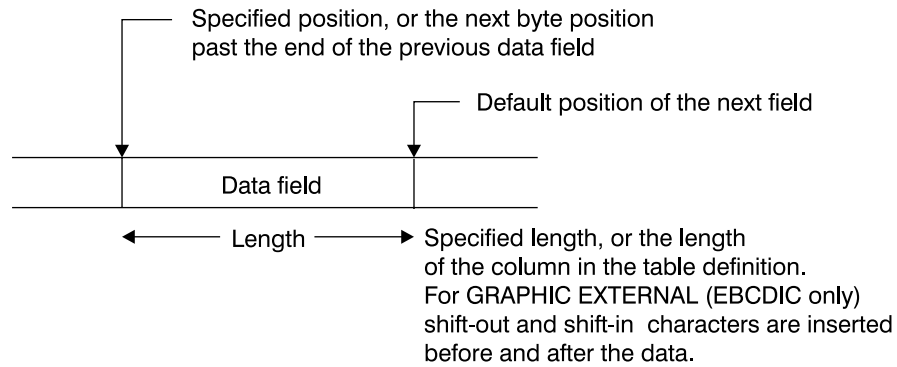 Specified position, or the next byte position
past the end of the previous data field
Default position of the next field
Data field
Length
Specified length, or the length
of the column in the table definition.
For GRAPHIC EXTERNAL (EBCDIC only)
shift-out and shift-in characters are inserted
before and after the data.